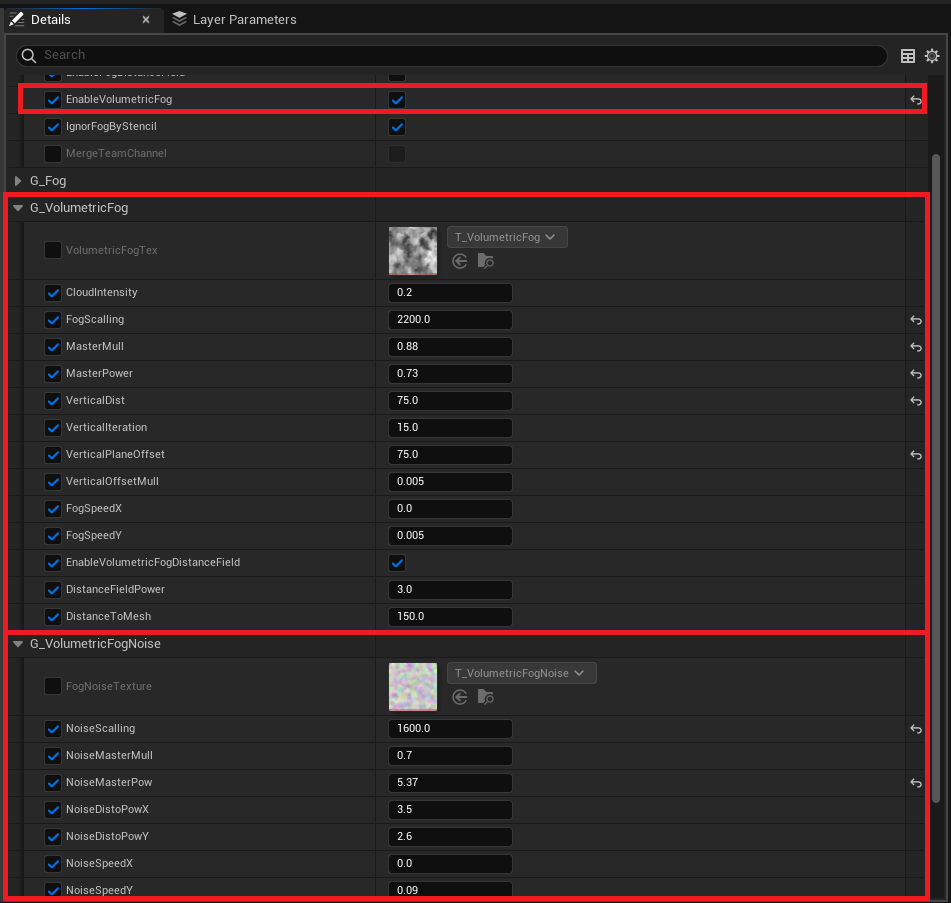 Details
Layer Parameters
Search
EnableFogDistanceField
EnableVolumetricFog
IgnorFogByStencil
MergeTeamChannel
G_Fog
G_VolumetricFog
VolumetricFogTex T_VolumetricFog
CloudIntensity 0.2
FogScalling 2200.0
MasterMull 0.88
MasterPower 0.73
VerticalDist 75.0
VerticalIteration 15.0
VerticalPlaneOffset 75.0
VerticalOffsetMull 0.005
FogSpeedX 0.0
FogSpeedY 0.005
EnableVolumetricFogDistanceField
DistanceFieldPower 3.0
DistanceToMesh 150.0
G_VolumetricFogNoise
FogNoiseTexture T_VolumetricFogNoise
NoiseScalling 1600.0
NoiseMasterMull 0.7
NoiseMasterPow 5.37
NoiseDistoPowX 3.5
NoiseDistoPowY 2.6
NoiseSpeedX 0.0
NoiseSpeedY 0.09